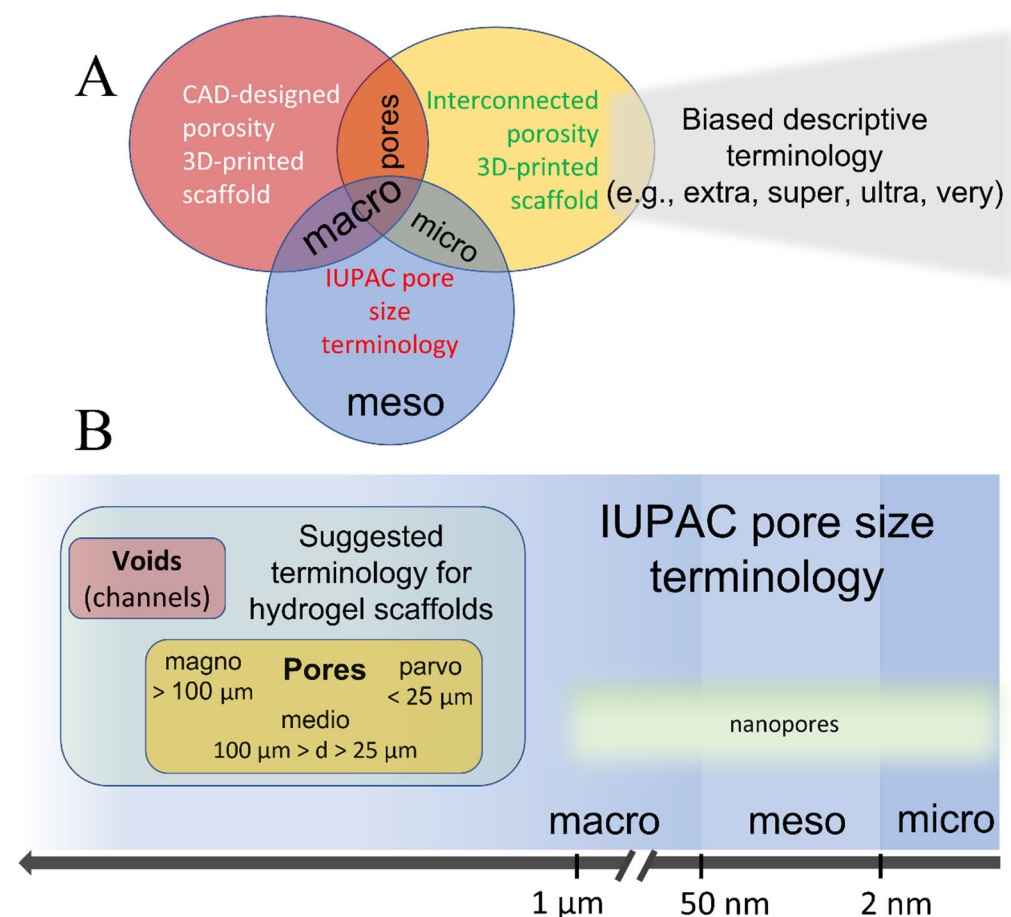 A
CAD-designed
porosity
3D-printed
scaffold
pores
Interconnected
porosity
3D-printed
scaffold
Biased descriptive
terminology
(e.g., extra, super, ultra, very)
macro
micro
IUPAC pore
size
terminology
meso
B
Voids
(channels)
Suggested
terminology for
hydrogel scaffolds
magno
> 100 μm
Pores
parvo
< 25 μm
medio
100 μm > d > 25 μm
IUPAC pore size
terminology
nanopores
macro
meso
micro
1 μm
50 nm
2 nm